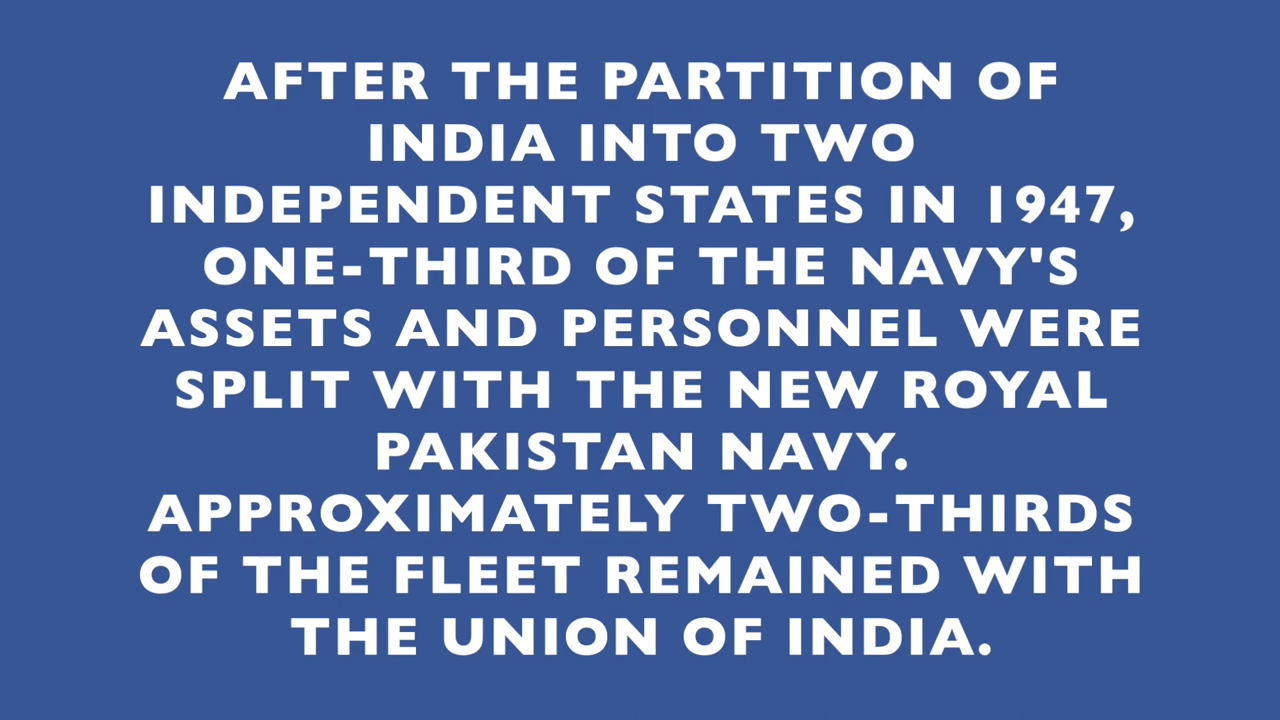 AFTER THE PARTITION OF
INDIA INTO TWO
INDEPENDENT STATES IN 1947,
ONE-THIRD OF THE NAVY'S
ASSETS AND PERSONNEL WERE
SPLIT WITH THE NEW ROYAL
PAKISTAN NAVY.
APPROXIMATELY TWO-THIRDS
OF THE FLEET REMAINED WITH
THE UNION OF INDIA.